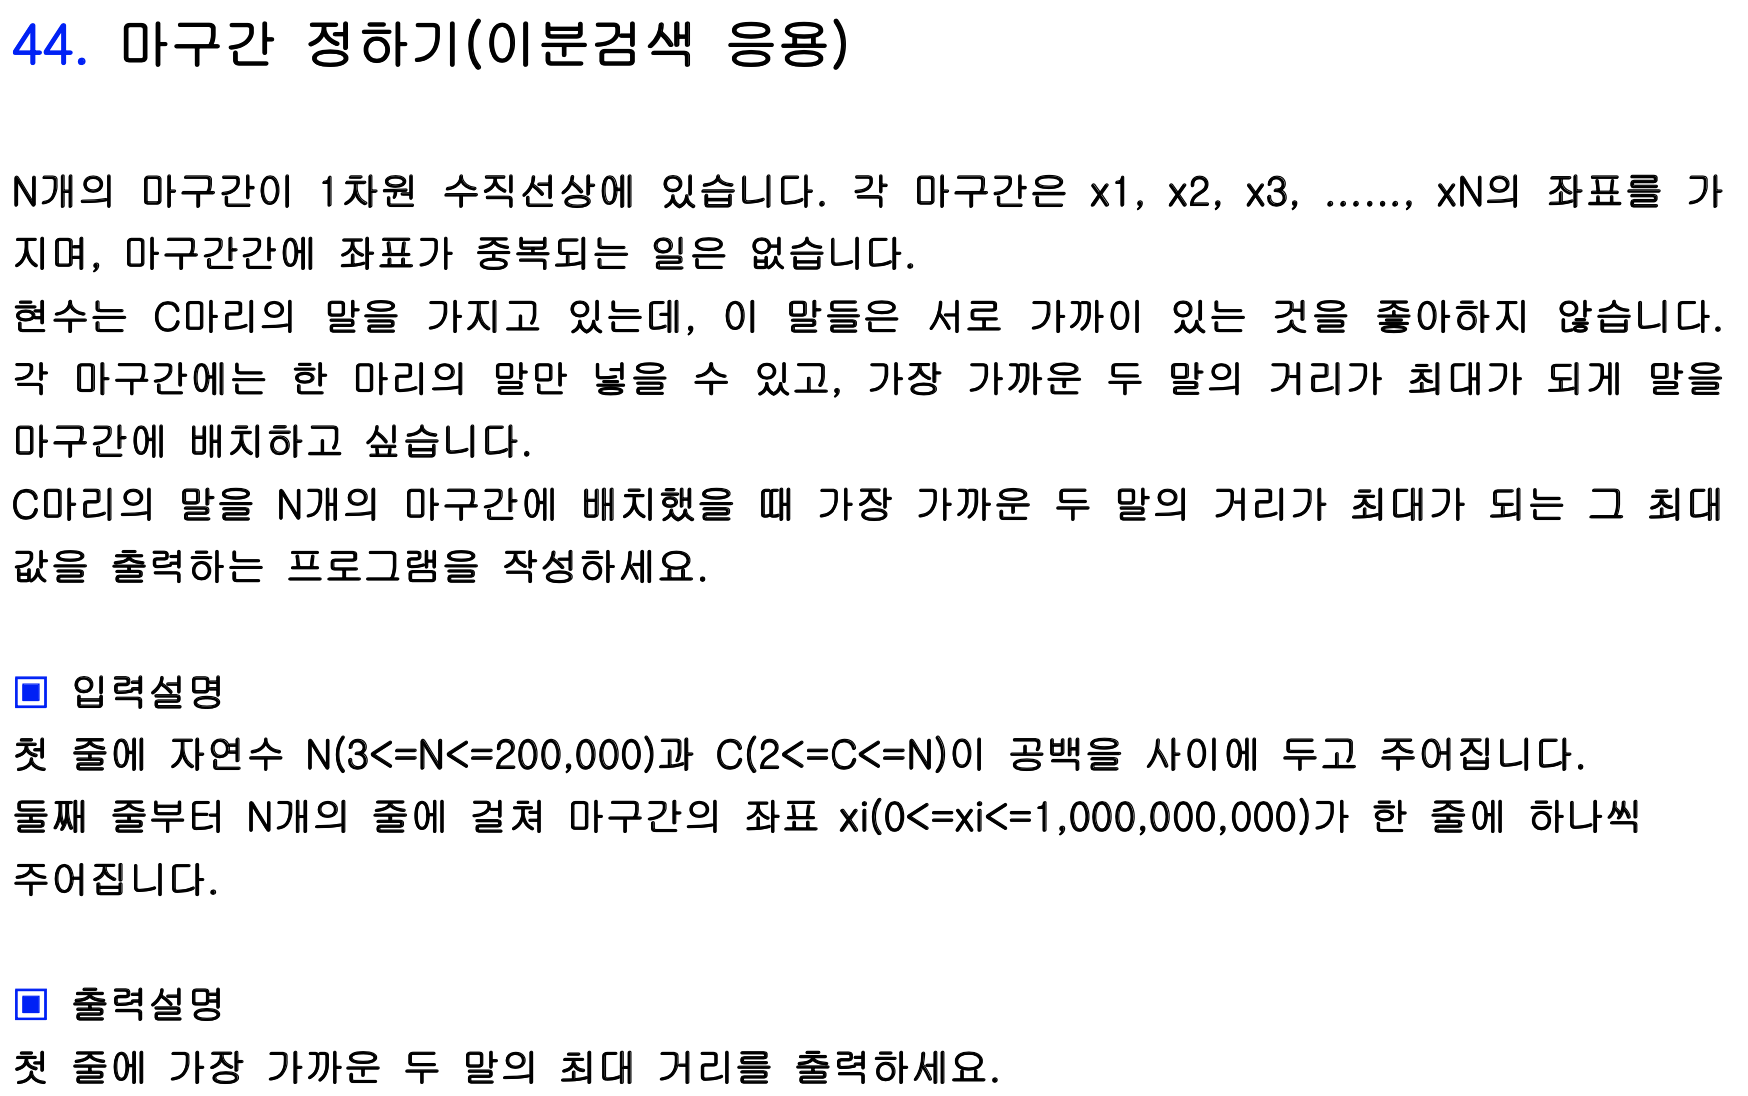 44. 마구간 정하기(이분검색 응용)
N개의 마구간이 1차원 수직선상에 있습니다. 각 마구간은 x1, x2, x3, ......, xN의 좌표를 가
지며, 마구간간에 좌표가 중복되는 일은 없습니다.
현수는 C마리의 말을 가지고 있는데, 이 말들은 서로 가까이 있는 것을 좋아하지 않습니다.
각 마구간에는 한 마리의 말만 넣을 수 있고, 가장 가까운 두 말의 거리가 최대가 되게 말을
마구간에 배치하고 싶습니다.
C마리의 말을 N개의 마구간에 배치했을 때 가장 가까운 두 말의 거리가 최대가 되는 그 최대
값을 출력하는 프로그램을 작성하세요.
▣ 입력설명
첫 줄에 자연수 N(3<=N<=200,000)과 C(2<=C<=N)이 공백을 사이에 두고 주어집니다.
둘째 줄부터 N개의 줄에 걸쳐 마구간의 좌표 xi(0<=xi<=1,000,000,000)가 한 줄에 하나씩
주어집니다.
▣ 출력설명
첫 줄에 가장 가까운 두 말의 최대 거리를 출력하세요.